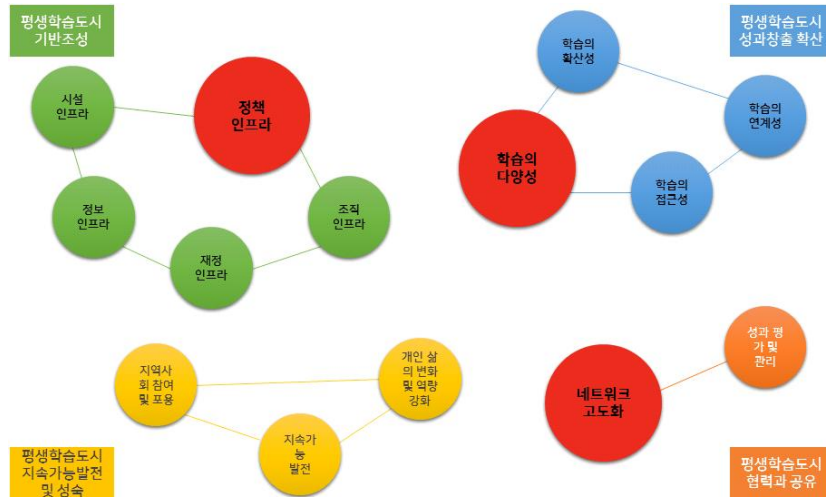 평생학습도시
기반조성
시설
인프라
정책
인프라
정보
인프라
재정
인프라
조직
인프라
평생학습도시
성과창출 확산
학습의
확산성
학습의
연계성
학습의
다양성
학습의
접근성
지역사
회 참여
및 포용
개인 삶
의 변화
및 역량
강화
지속가
능
발전
평생학습도시
지속가능발전
및 성숙
성과 평
가 및
관리
네트워크
고도화
평생학습도시
협력과 공유